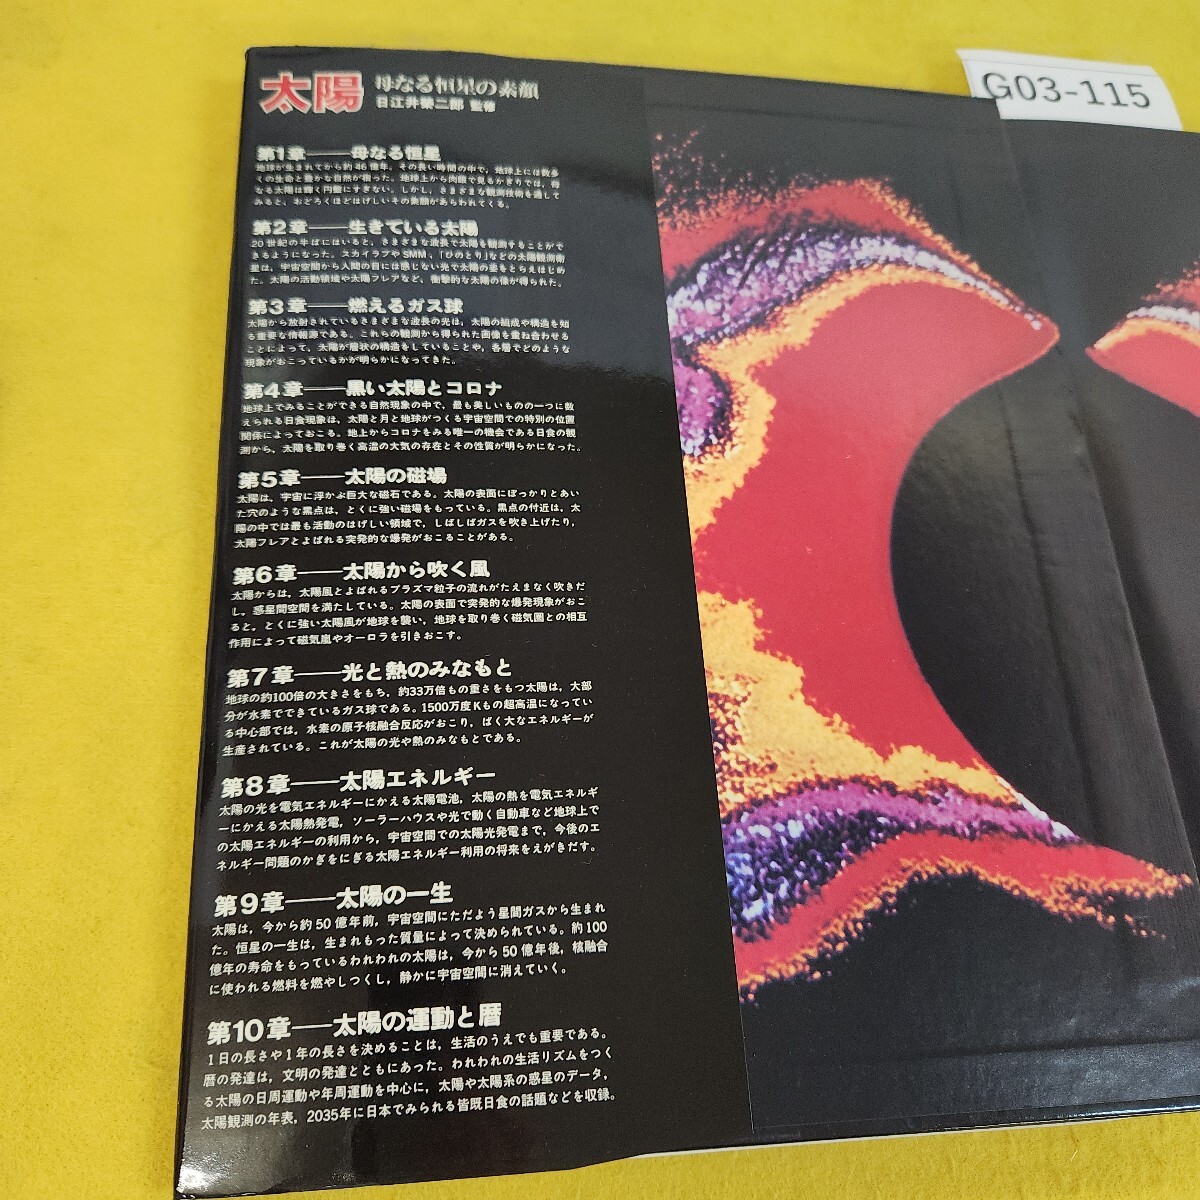 太陽 母なる恒星の素顔
日江井榮二郎 監修
G03-115
第1章――母なる恒星
地球が生まれてから約46億年。その長い時間の中で，地球上には数多
くの生命と豊かな自然が宿った。地球上から肉眼で見るかぎりでは，母
なる太陽は輝く円盤にすぎない。しかし，さまざまな観測技術を通して
みると，おどろくほどはげしいその素顔があらわれてくる。
第2章――生きている太陽
20世紀の半ばにはいると，さまざまな波長で太陽を観測することがで
きるようになった。スカイラブやSMM，「ひのとり」などの太陽観測衛
星は，宇宙空間から人間の目には感じない光で太陽の姿をとらえはじめ
た。太陽の活動領域や太陽フレアなど，衝撃的な太陽の像が得られた。
第3章――燃えるガス球
太陽から放射されているさまざまな波長の光は，太陽の組成や構造を知
る重要な情報源である。これらの観測から得られた画像を重ね合わせる
ことによって，太陽が層状の構造をしていることや，各層でどのような
現象がおこっているかが明らかになってきた。
第4章――黒い太陽とコロナ
地球上でみることができる自然現象の中で，最も美しいものの一つに数
えられる日食現象は，太陽と月と地球がつくる宇宙空間での特別の位置
関係によっておこる。地上からコロナをみる唯一の機会である日食の観
測から，太陽を取り巻く高温の大気の存在とその性質が明らかになった。
第5章――太陽の磁場
太陽は，宇宙に浮かぶ巨大な磁石である。太陽の表面にぽっかりとあい
た穴のような黒点は，とくに強い磁場をもっている。黒点の付近は，太
陽の中では最も活動のはげしい領域で，しばしばガスを吹き上げたり，
太陽フレアとよばれる突発的な爆発がおこることがある。
第6章――太陽から吹く風
太陽からは，太陽風とよばれるプラズマ粒子の流れがたえまなく吹きだ
し，惑星間空間を満たしている。太陽の表面で突発的な爆発現象がおこ
ると，とくに強い太陽風が地球を襲い，地球を取り巻く磁気圏との相互
作用によって磁気嵐やオーロラを引きおこす。
第7章――光と熱のみなもと
地球の約100倍の大きさをもち，約33万倍もの重さをもつ太陽は，大部
分が水素でできているガス球である。1500万度Kもの超高温になってい
る中心部では，水素の原子核融合反応がおこり，ばく大なエネルギーが
生産されている。これが太陽の光や熱のみなもとである。
第8章――太陽エネルギー
太陽の光を電気エネルギーにかえる太陽電池，太陽の熱を電気エネルギ
ーにかえる太陽熱発電，ソーラーハウスや光で動く自動車など地球上で
の太陽エネルギーの利用から，宇宙空間での太陽光発電まで，今後のエ
ネルギー問題のかぎをにぎる太陽エネルギー利用の将来をえがきだす。
第9章――太陽の一生
太陽は，今から約50億年前，宇宙空間にただよう星間ガスから生まれ
た。恒星の一生は，生まれもった質量によって決められている。約100
億年の寿命をもっているわれわれの太陽は，今から50億年後，核融合
に使われる燃料を燃やしつくし，静かに宇宙空間に消えていく。
第10章――太陽の運動と暦
1日の長さや1年の長さを決めることは，生活のうえでも重要である。
暦の発達は，文明の発達とともにあった。われわれの生活リズムをつく
る太陽の日周運動や年周運動を中心に，太陽や太陽系の惑星のデータ，
太陽観測の年表，2035年に日本でみられる皆既日食の話題などを収録。